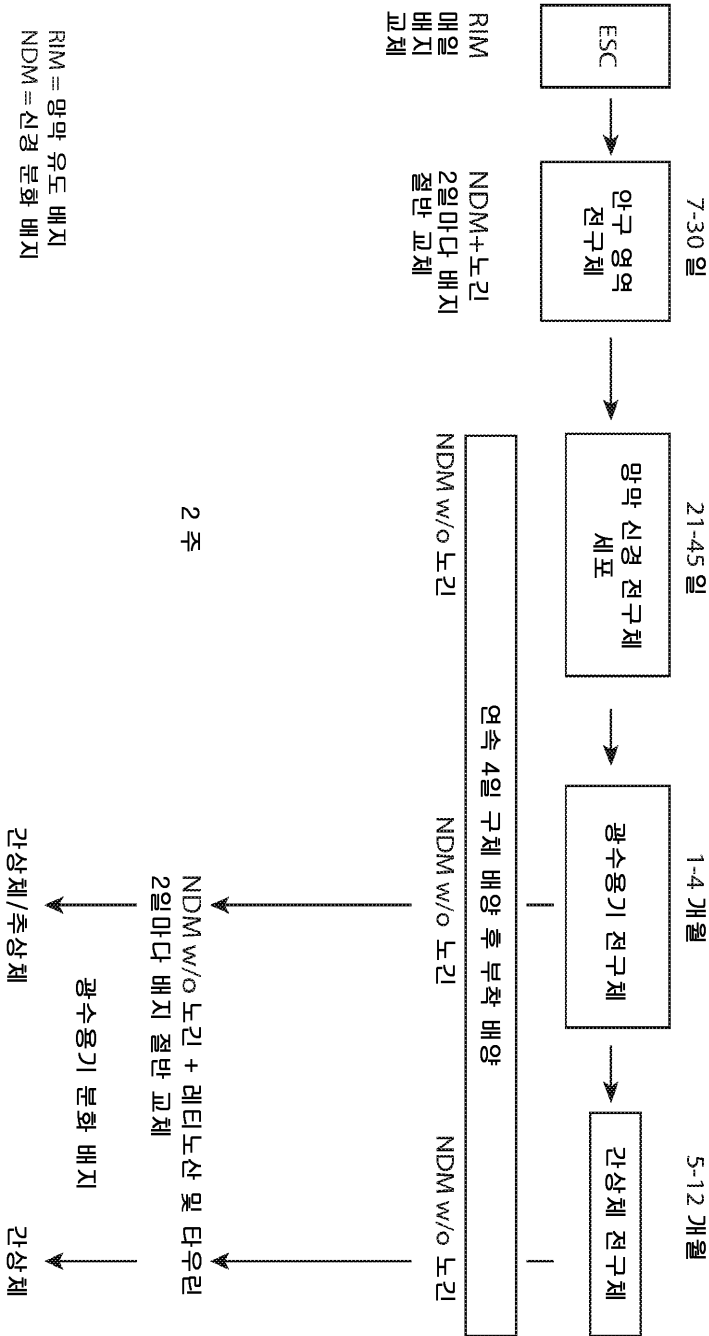 7-30 일
21-45 일
1-4 개월
5-12 개월
ESC
안구 영역
전구체
망막 신경 전구체
세포
광수용기 전구체
간상체 전구체
연속 4일 구체 배양 후 부착 배양
RIM
매일
배지
교체
NDM+노긴
2일마다 배지
절반 교체
NDM w/o 노긴
NDM w/o 노긴
NDM w/o 노긴
2 주
NDM w/o 노긴 + 레티노산 및 타우린
2일마다 배지 절반 교체
광수용기 분화 배지
간상체/추상체
간상체
RIM = 망막 유도 배지
NDM = 신경 분화 배지